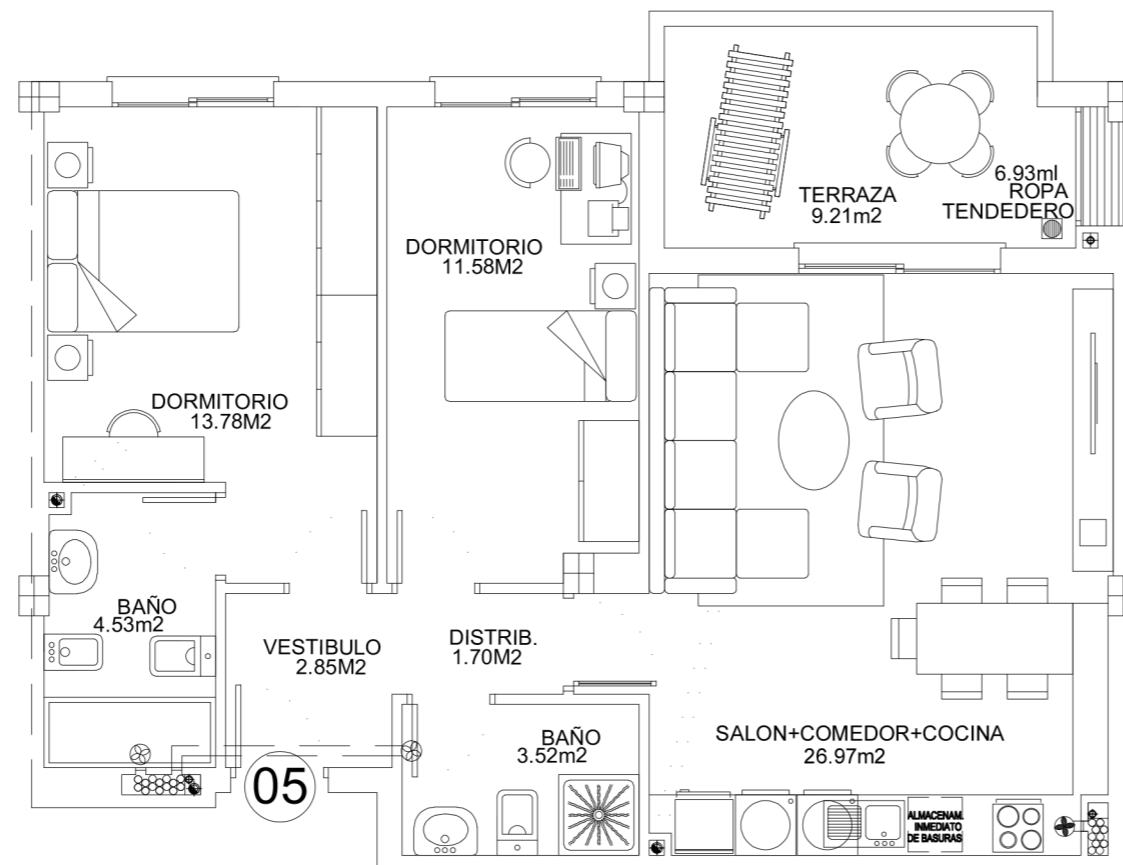 TERRAZA
9.21m2
6.93ml
ROPA
TENDEDERO
DORMITORIO
11.58M2
DORMITORIO
13.78M2
BAÑO
4.53m2
VESTIBULO
2.85M2
DISTRIB.
1.70M2
BAÑO
3.52m2
SALON+COMEDOR+COCINA
26.97m2
05
ALMACENAM.
INMEDIATO
DE BASURAS